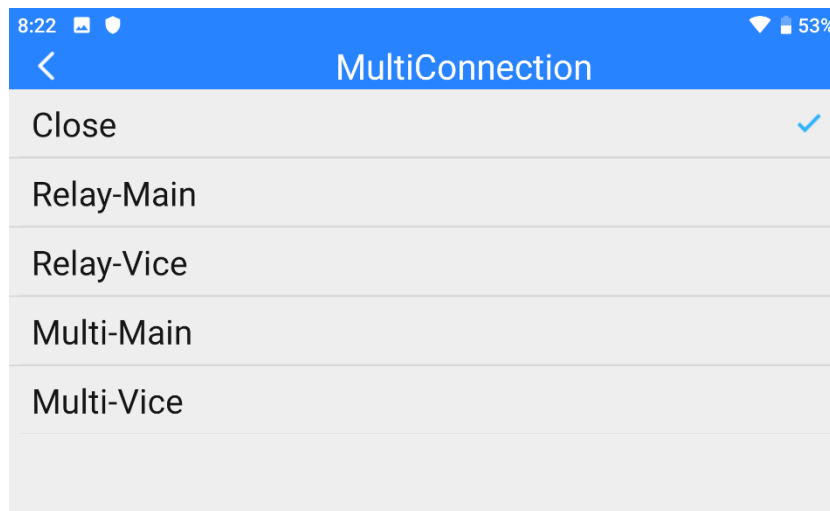 8:22 53%
MultiConnection
Close
Relay-Main
Relay-Vice
Multi-Main
Multi-Vice